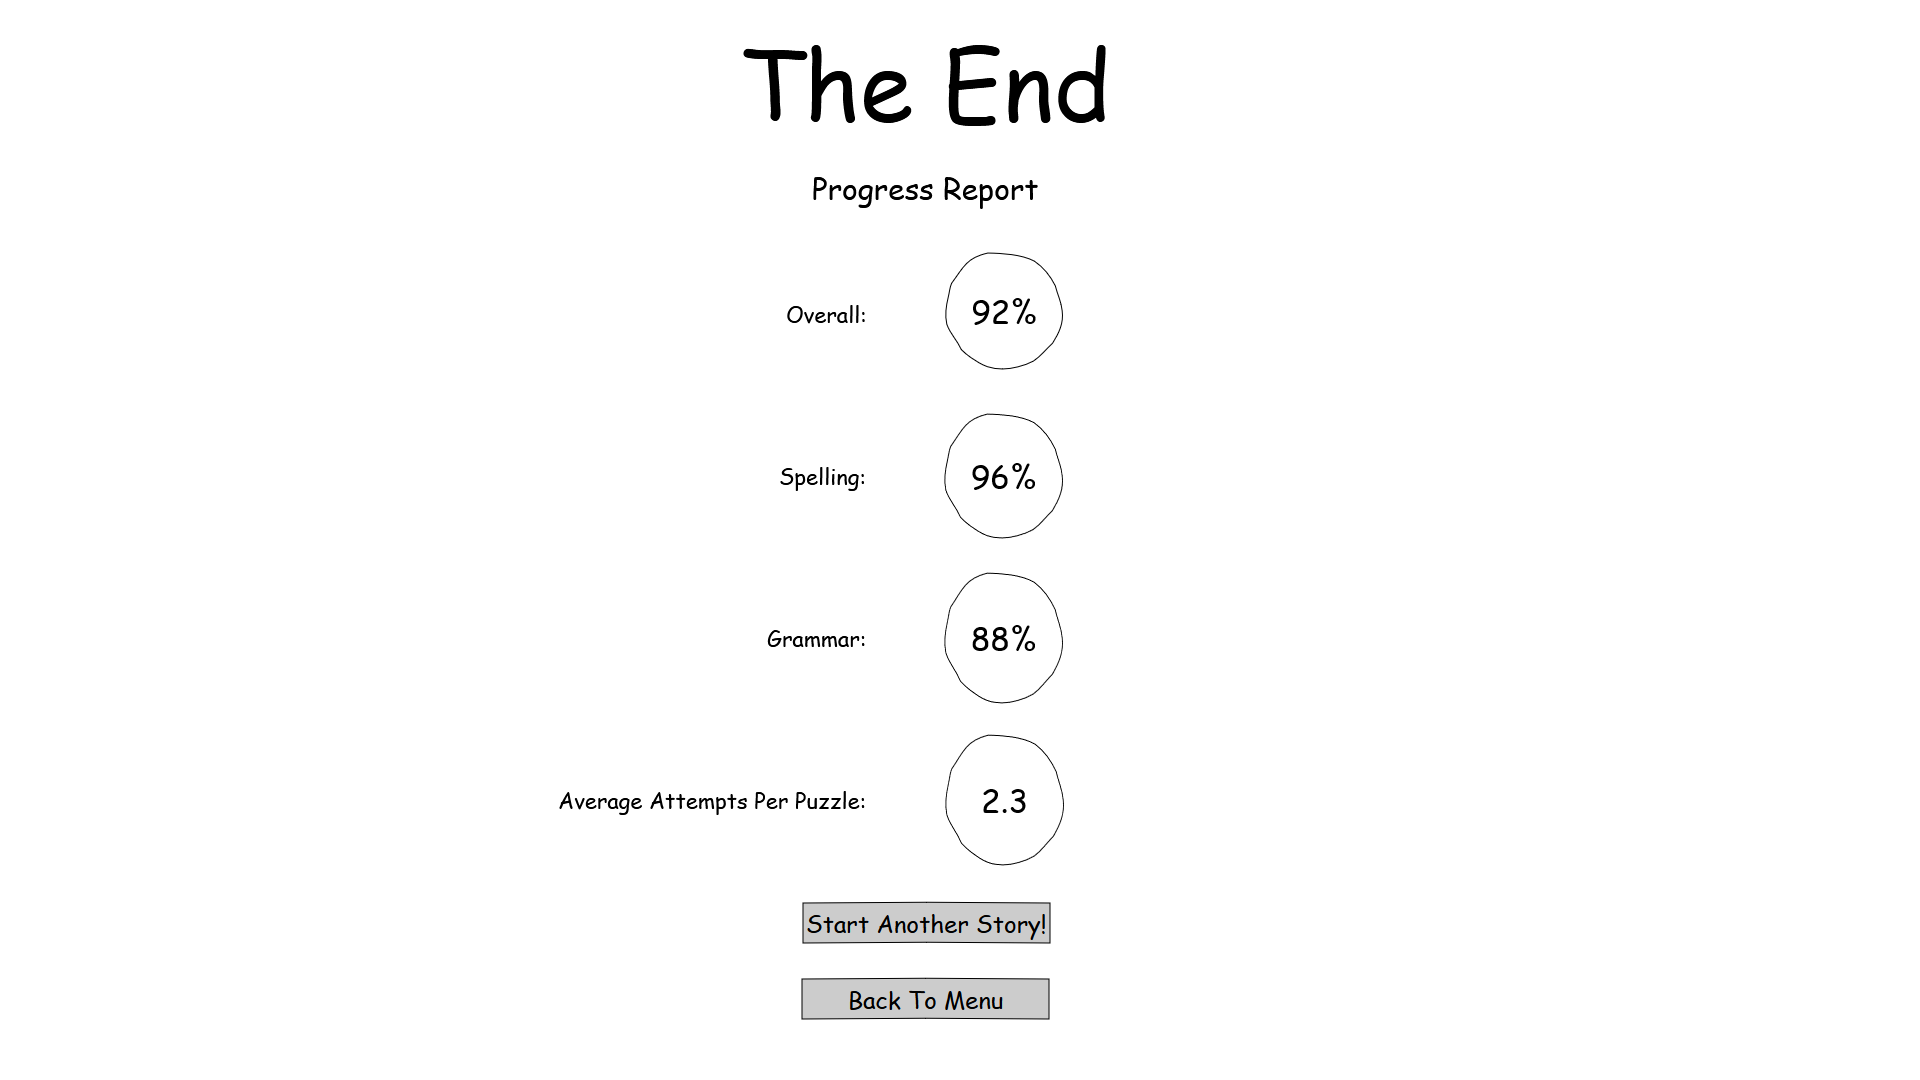 The End
Progress Report
Overall: 92%
Spelling: 96%
Grammar: 88%
Average Attempts Per Puzzle: 2.3
Start Another Story!
Back To Menu